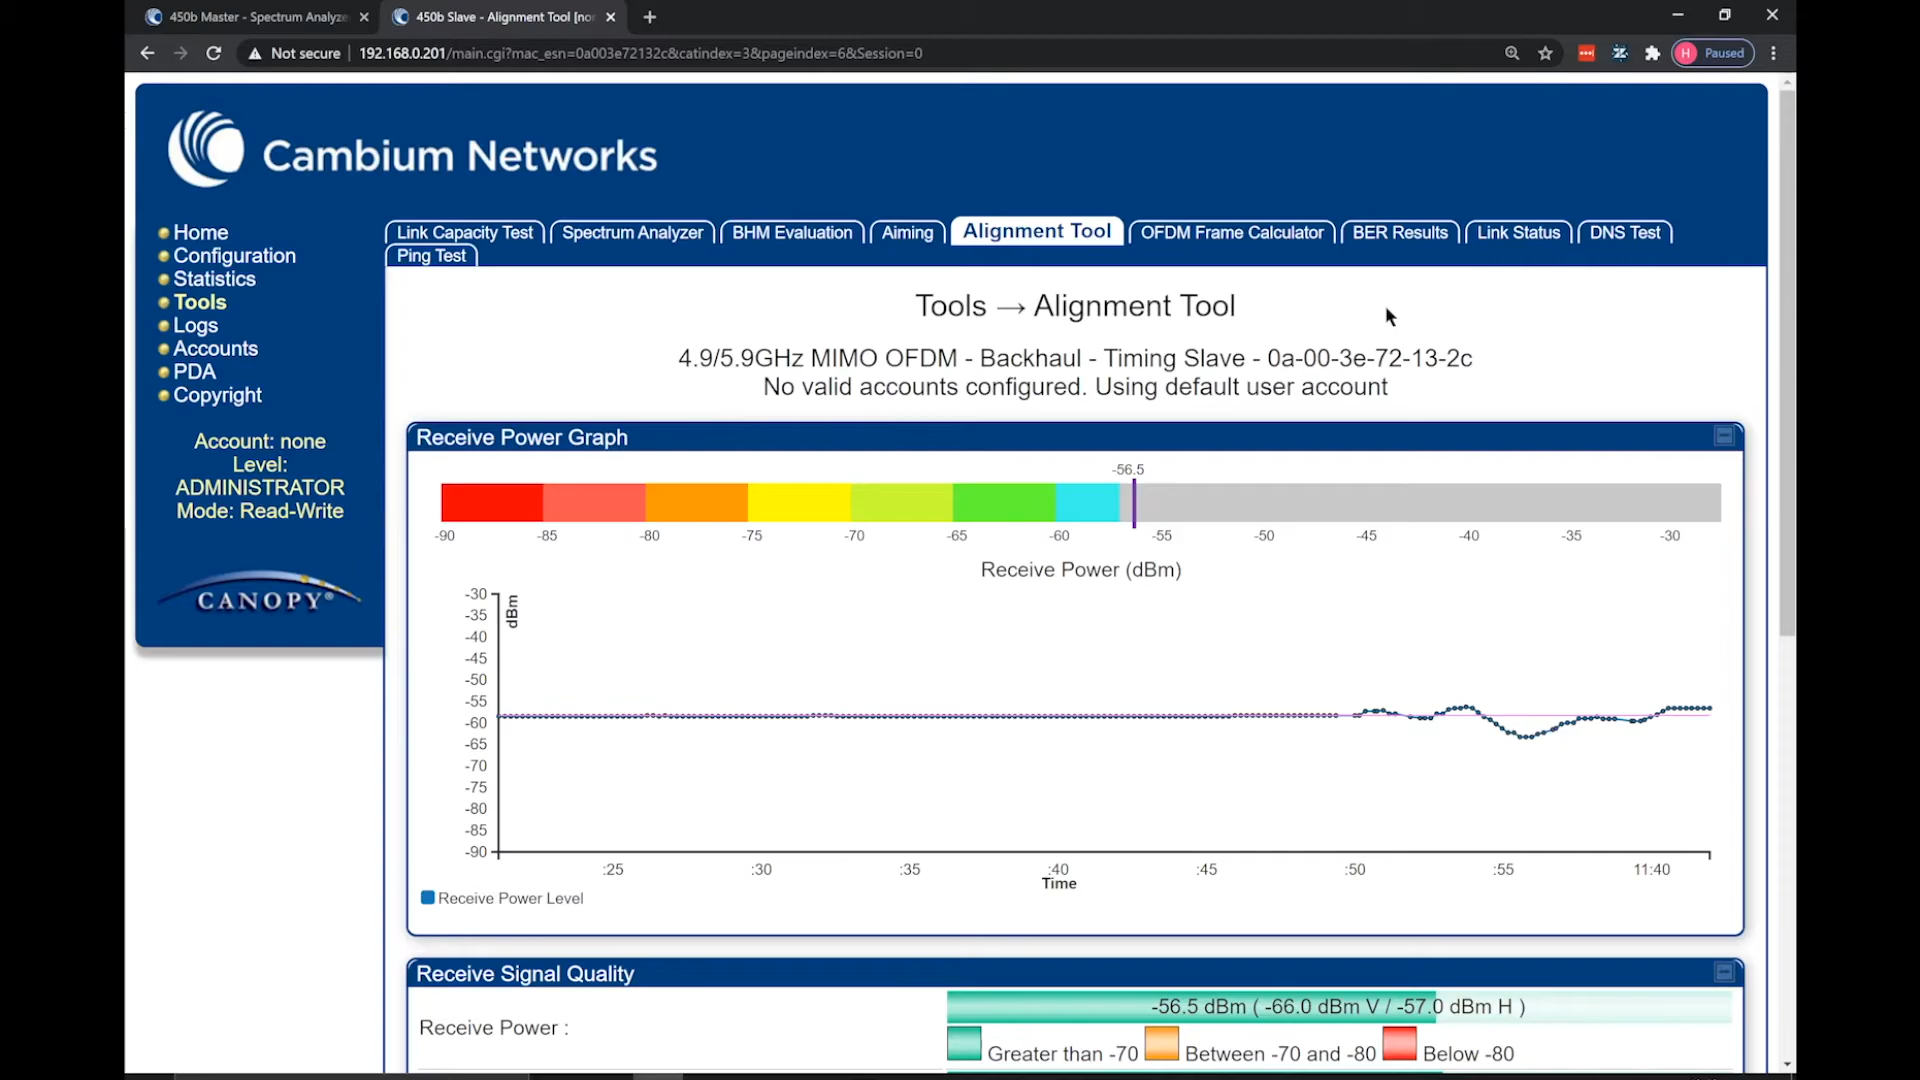 450b Master - Spectrum Analyze
450b Slave - Alignment Tool [nor
Not secure
192.168.0.201/main.cgi?mac_esn=0a003e72132c&catindex=3&pageindex=6&Session=0
H Paused
Cambium Networks
Home
Configuration
Statistics
Tools
Logs
Accounts
PDA
Copyright
Account: none
Level:
ADMINISTRATOR
Mode: Read-Write
CANOPY®
Link Capacity Test
Spectrum Analyzer
BHM Evaluation
Aiming
Alignment Tool
OFDM Frame Calculator
BER Results
Link Status
DNS Test
Ping Test
Tools → Alignment Tool
4.9/5.9GHz MIMO OFDM - Backhaul - Timing Slave - 0a-00-3e-72-13-2c
No valid accounts configured. Using default user account
Receive Power Graph
-56.5
-90 -85 -80 -75 -70 -65 -60 -55 -50 -45 -40 -35 -30
Receive Power (dBm)
dBm
-30
-35
-40
-45
-50
-55
-60
-65
-70
-75
-80
-85
-90
:25 :30 :35 :40 :45 :50 :55 11:40
Time
Receive Power Level
Receive Signal Quality
Receive Power :
-56.5 dBm ( -66.0 dBm V / -57.0 dBm H )
Greater than -70 Between -70 and -80 Below -80